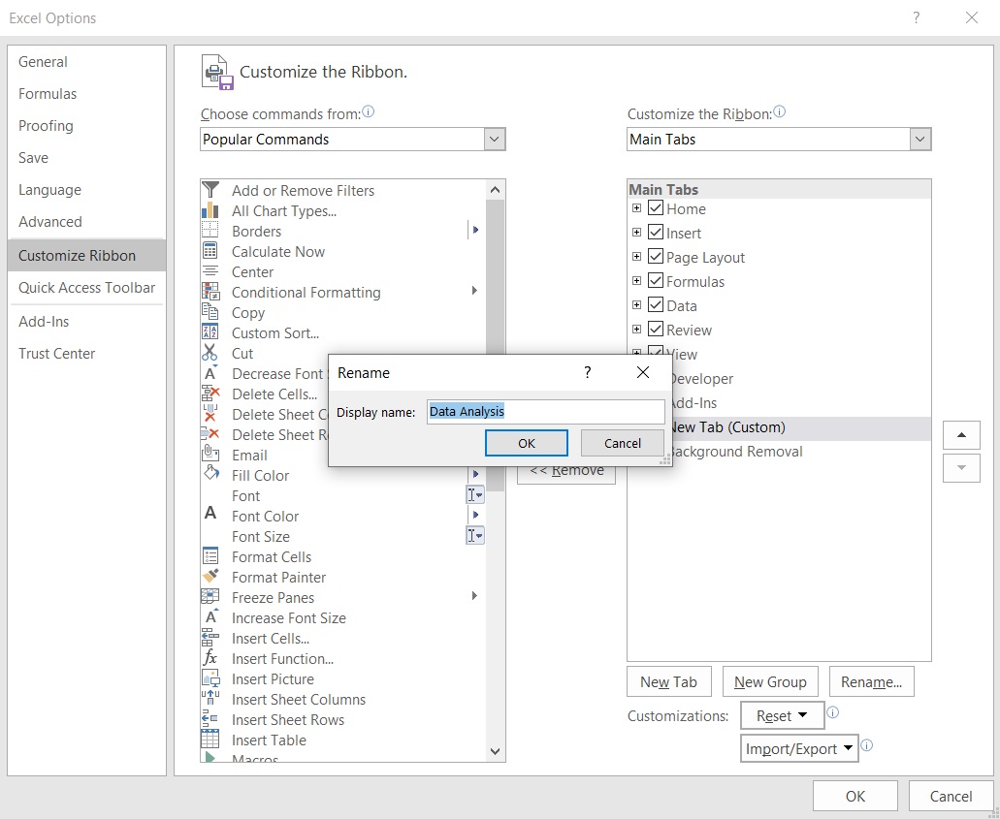 Excel Options
?
General
Formulas
Proofing
Save
Language
Advanced
Customize Ribbon
Quick Access Toolbar
Add-Ins
Trust Center
Customize the Ribbon.
Choose commands from:
Popular Commands
Add or Remove Filters
All Chart Types...
Borders
Calculate Now
Center
Conditional Formatting
Copy
Custom Sort...
Cut
Decrease Font
Delete Cells...
Delete Sheet C
Delete Sheet R
Email
Fill Color
Font
Font Color
Font Size
Format Cells
Format Painter
Freeze Panes
Increase Font Size
Insert Cells...
Insert Function...
Insert Picture
Insert Sheet Columns
Insert Sheet Rows
Insert Table
Macros
<< Remove
Customize the Ribbon:
Main Tabs
Main Tabs
Home
Insert
Page Layout
Formulas
Data
Review
View
Developer
Add-Ins
New Tab (Custom)
Background Removal
New Tab
New Group
Rename...
Customizations:
Reset
Import/Export
OK
Cancel
Rename
?
Display name:
Data Analysis
OK
Cancel